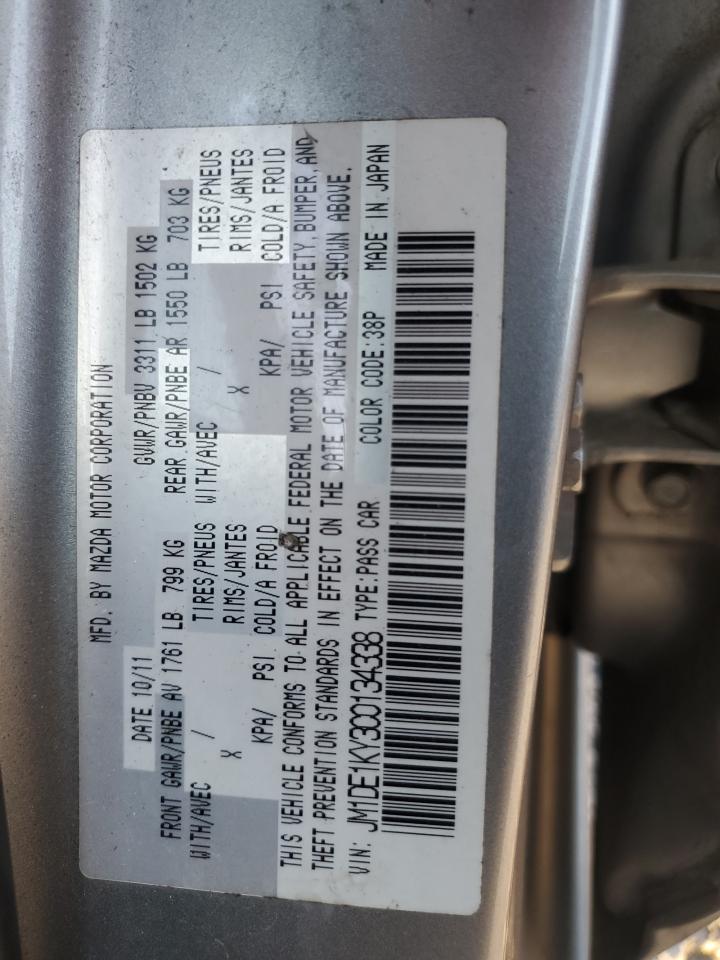 MFD. BY MAZDA MOTOR CORPORATION
DATE 10/11 GVWR/PNBV 3311 LB 1502 KG
FRONT GAWR/PNBE AV 1761 LB 799 KG REAR GAWR/PNBE AR 1550 LB 703 KG
WITH/AVEC / TIRES/PNEUS WITH/AVEC / TIRES/PNEUS
X RIMS/JANTES X RIMS/JANTES
KPA/ PSI COLD/A FROID KPA/ PSI COLD/A FROID
THIS VEHICLE CONFORMS TO ALL APPLICABLE FEDERAL MOTOR VEHICLE SAFETY, BUMPER, AND
THEFT PREVENTION STANDARDS IN EFFECT ON THE DATE OF MANUFACTURE SHOWN ABOVE.
VIN: JM1DE1KY3C0134338 TYPE:PASS CAR COLOR CODE:38P MADE IN JAPAN